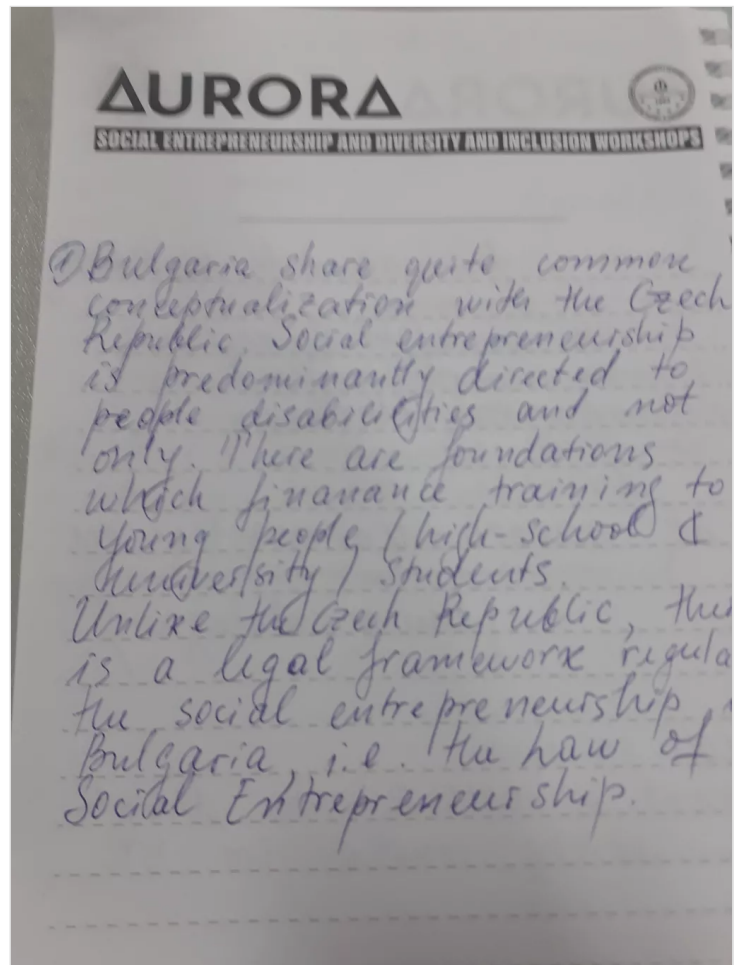 AURORA
SOCIAL ENTREPRENEURSHIP AND DIVERSITY AND INCLUSION WORKSHOPS
① Bulgaria share quite common
conceptualization with the Czech
Republic. Social entrepreneurship
is predominantly directed to
people disabilities and not
only. There are foundations
which finanance training to
young people / high-school &
university / students.
Unlike the Czech Republic, the
is a legal framework regula
the social entrepreneurship
Bulgaria, i.e. the Law of
Social Entrepreneurship.